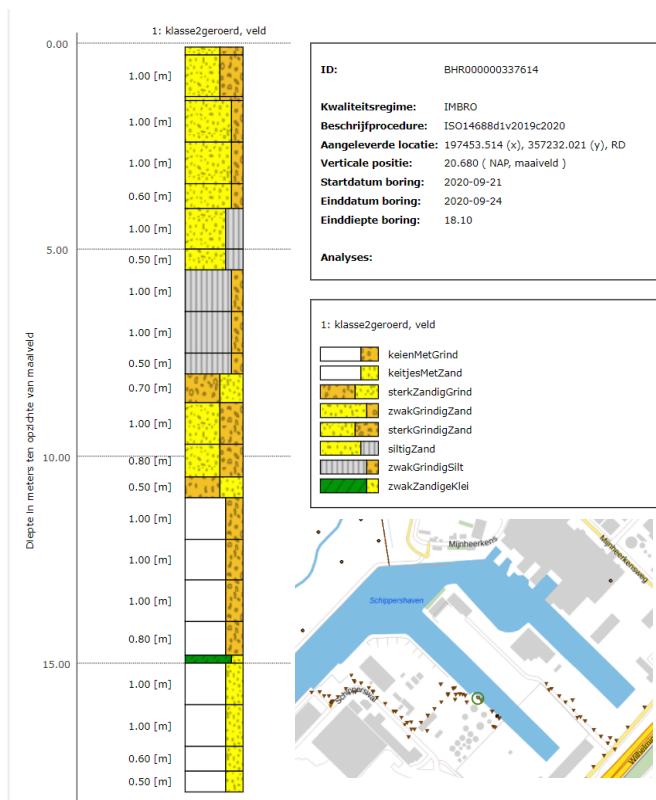 1: klasse2geroerd, veld
0.00
1.00 [m]
1.00 [m]
1.00 [m]
0.60 [m]
1.00 [m]
5.00
0.50 [m]
1.00 [m]
1.00 [m]
0.50 [m]
0.70 [m]
1.00 [m]
10.00
0.80 [m]
0.50 [m]
1.00 [m]
1.00 [m]
1.00 [m]
0.80 [m]
15.00
1.00 [m]
1.00 [m]
0.60 [m]
0.50 [m]
Diepte in meters ten opzichte van maaiveld
ID: BHR000000337614
Kwaliteitsregime: IMBRO
Beschrijfprocedure: ISO14688d1v2019c2020
Aangeleverde locatie: 197453.514 (x), 357232.021 (y), RD
Verticale positie: 20.680 ( NAP, maaiveld )
Startdatum boring: 2020-09-21
Einddatum boring: 2020-09-24
Einddiepte boring: 18.10
Analyses:
1: klasse2geroerd, veld
keienMetGrind
keitjesMetZand
sterkZandigGrind
zwakGrindigZand
sterkGrindigZand
siltigZand
zwakGrindigSilt
zwakZandigeKlei
Mijnheerkens
Mijnheerkensweg
Schippershaven